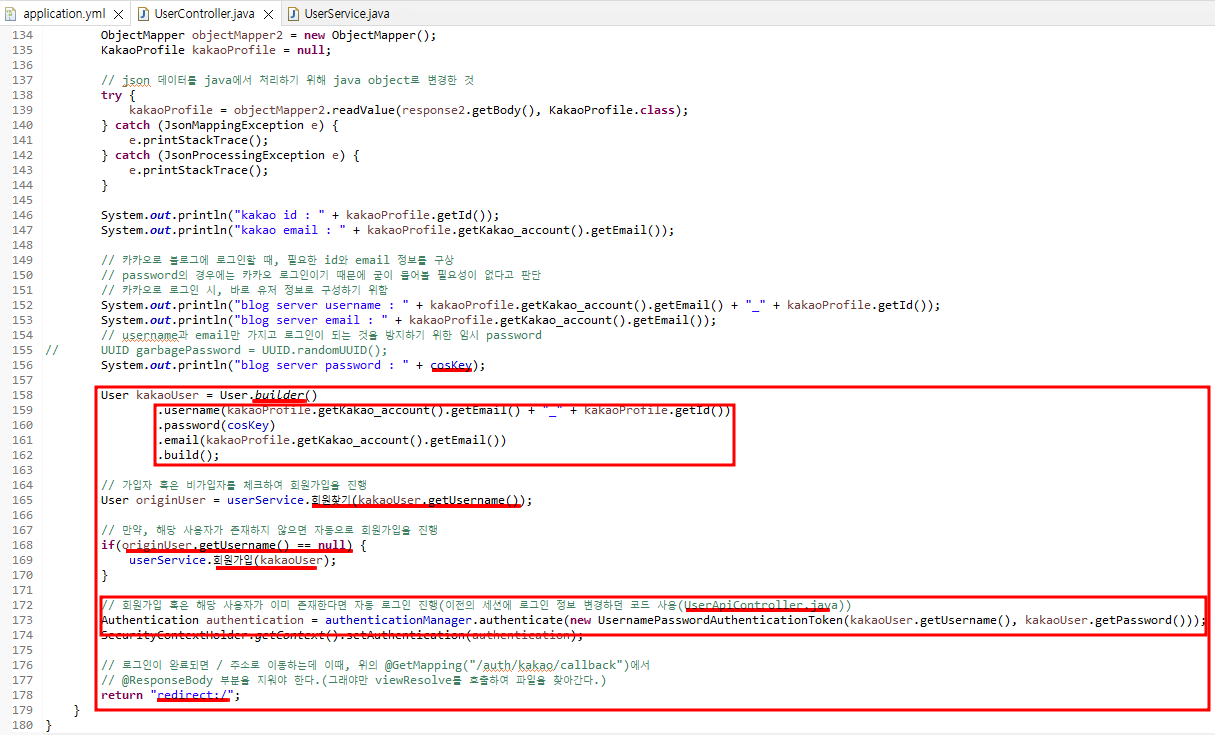 application.yml UserController.java UserService.java
134 ObjectMapper objectMapper2 = new ObjectMapper();
135 KakaoProfile kakaoProfile = null;
136
137 // json 데이터를 java에서 처리하기 위해 java object로 변경한 것
138 try {
139 kakaoProfile = objectMapper2.readValue(response2.getBody(), KakaoProfile.class);
140 } catch (JsonMappingException e) {
141 e.printStackTrace();
142 } catch (JsonProcessingException e) {
143 e.printStackTrace();
144 }
145
146 System.out.println("kakao id : " + kakaoProfile.getId());
147 System.out.println("kakao email : " + kakaoProfile.getKakao_account().getEmail());
148
149 // 카카오로 블로그에 로그인할 때, 필요한 id와 email 정보를 구상
150 // password의 경우에는 카카오 로그인이기 때문에 굳이 물어볼 필요성이 없다고 판단
151 // 카카오로 로그인 시, 바로 유저 정보로 구성하기 위함
152 System.out.println("blog server username : " + kakaoProfile.getKakao_account().getEmail() + "_" + kakaoProfile.getId());
153 System.out.println("blog server email : " + kakaoProfile.getKakao_account().getEmail());
154 // username과 email만 가지고 로그인이 되는 것을 방지하기 위한 임시 password
155 // UUID garbagePassword = UUID.randomUUID();
156 System.out.println("blog server password : " + cosKey);
157
158 User kakaoUser = User.builder()
159 .username(kakaoProfile.getKakao_account().getEmail() + "_" + kakaoProfile.getId())
160 .password(cosKey)
161 .email(kakaoProfile.getKakao_account().getEmail())
162 .build();
163
164 // 가입자 혹은 비가입자를 체크하여 회원가입을 진행
165 User originUser = userService.회원찾기(kakaoUser.getUsername());
166
167 // 만약, 해당 사용자가 존재하지 않으면 자동으로 회원가입을 진행
168 if(originUser.getUsername() == null) {
169 userService.회원가입(kakaoUser);
170 }
171
172 // 회원가입 혹은 해당 사용자가 이미 존재한다면 자동 로그인 진행(이전의 세션에 로그인 정보 변경하던 코드 사용(UserApiController.java))
173 Authentication authentication = authenticationManager.authenticate(new UsernamePasswordAuthenticationToken(kakaoUser.getUsername(), kakaoUser.getPassword()));
174 SecurityContextHolder.getContext().setAuthentication(authentication);
175
176 // 로그인이 완료되면 / 주소로 이동하는데 이때, 위의 @GetMapping("/auth/kakao/callback")에서
177 // @ResponseBody 부분을 지워야 한다.(그래야만 viewResolve를 호출하여 파일을 찾아간다.)
178 return "redirect:/";
179 }
180 }